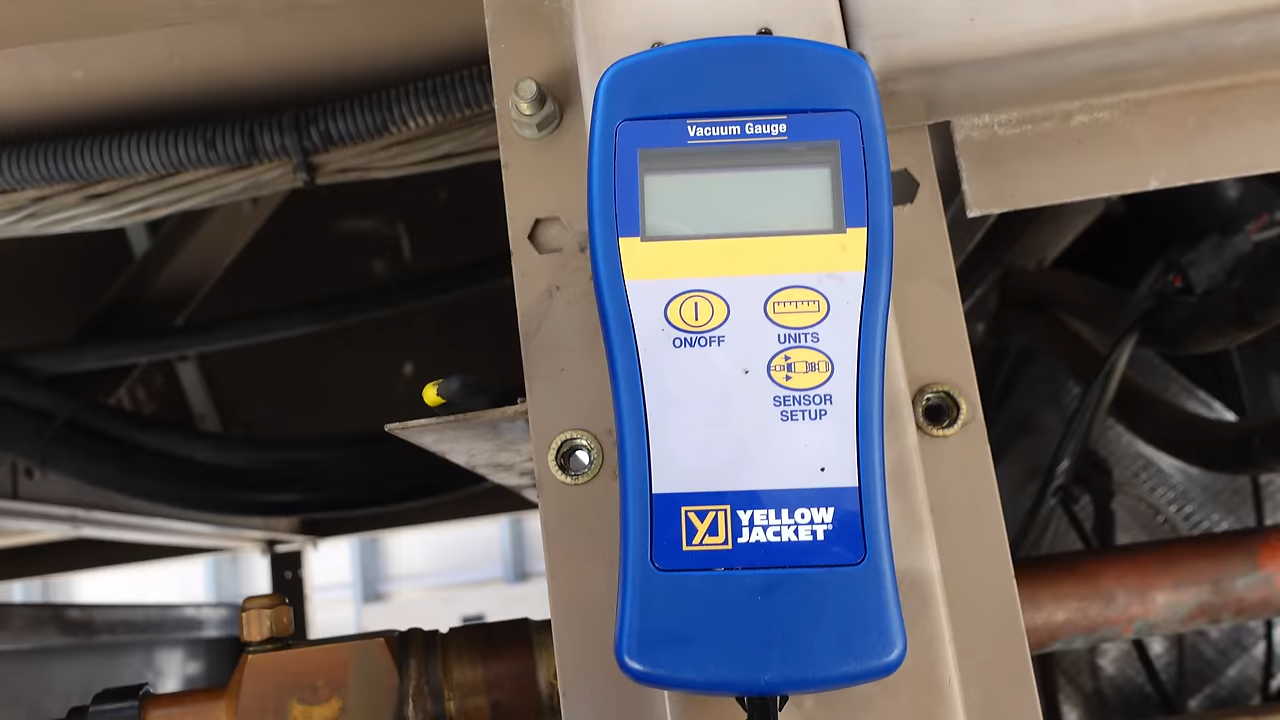 Vacuum Gauge
ON/OFF
UNITS
SENSOR
SETUP
YJ YELLOW
JACKET®